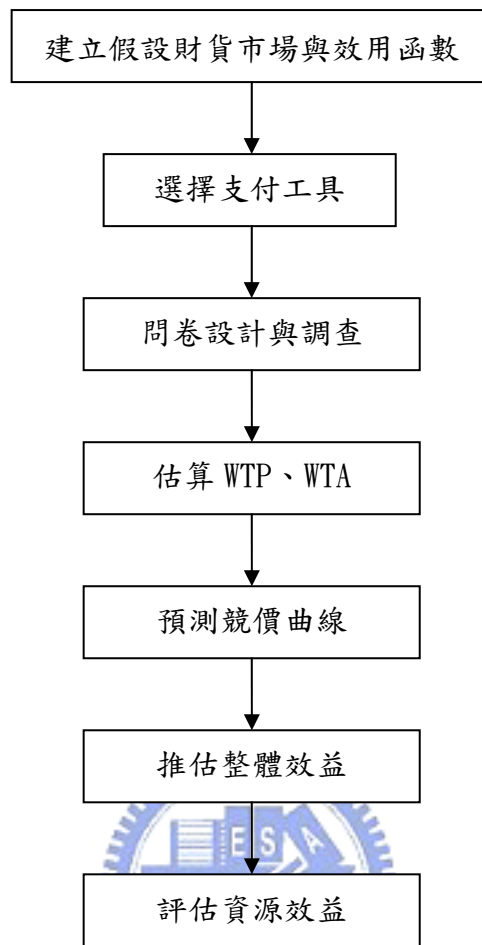 建立假設財貨市場與效用函數
選擇支付工具
問卷設計與調查
估算 WTP、WTA
預測競價曲線
推估整體效益
ESA
評估資源效益